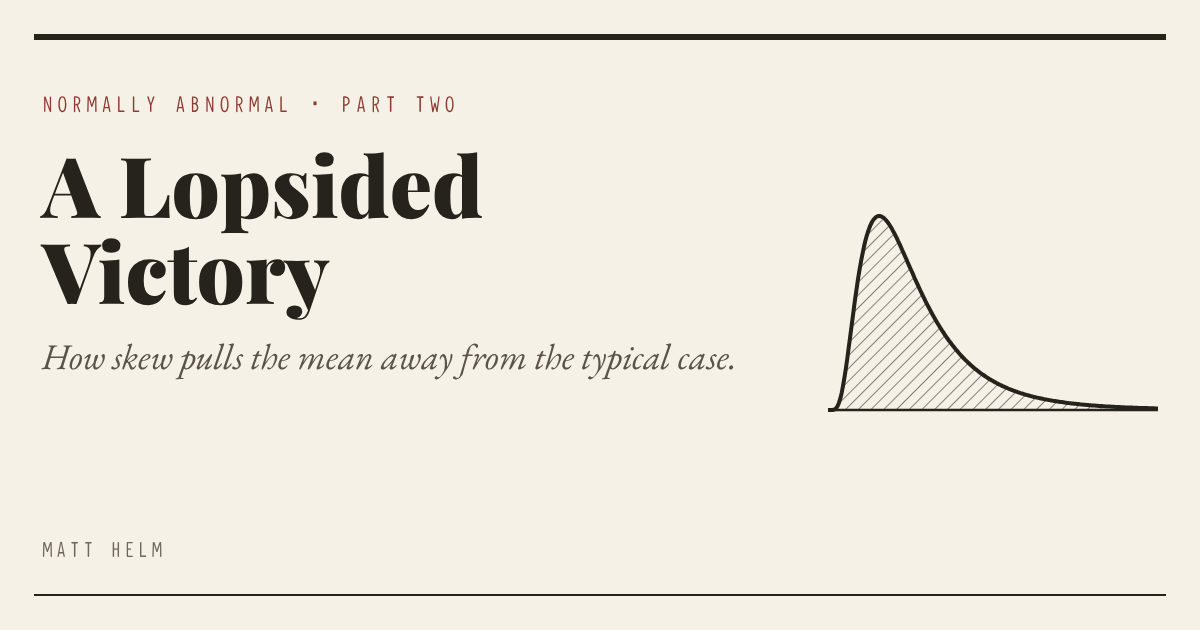 NORMALLY ABNORMAL · PART TWO
A Lopsided
Victory
How skew pulls the mean away from the typical case.
MATT HELM